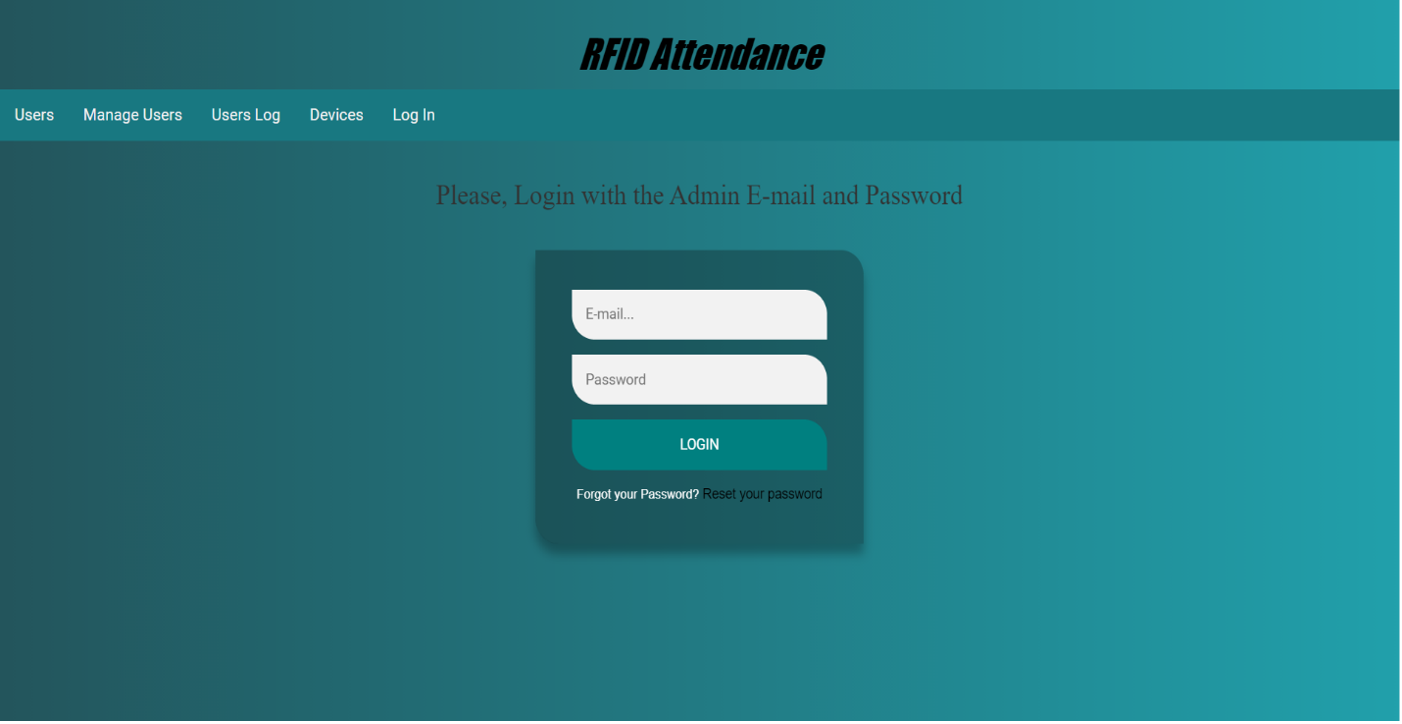 RFID Attendance
Users Manage Users Users Log Devices Log In
Please, Login with the Admin E-mail and Password
E-mail...
Password
LOGIN
Forgot your Password? Reset your password